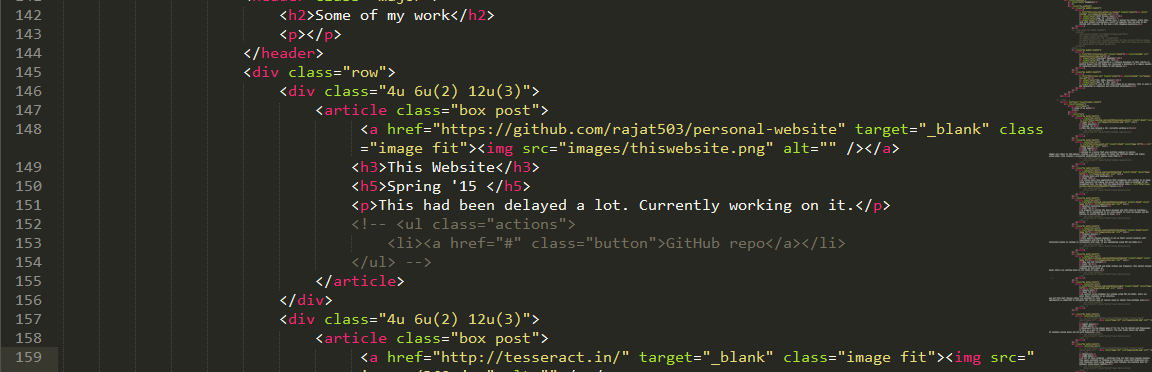 142 <h2>Some of my work</h2>
143 <p></p>
144 </header>
145 <div class="row">
146 <div class="4u 6u(2) 12u(3)">
147 <article class="box post">
148 <a href="https://github.com/rajat503/personal-website" target="_blank" class
="image fit"><img src="images/thiswebsite.png" alt="" /></a>
149 <h3>This Website</h3>
150 <h5>Spring '15 </h5>
151 <p>This had been delayed a lot. Currently working on it.</p>
152 <!-- <ul class="actions">
153 <li><a href="#" class="button">GitHub repo</a></li>
154 </ul> -->
155 </article>
156 </div>
157 <div class="4u 6u(2) 12u(3)">
158 <article class="box post">
159 <a href="http://tesseract.in/" target="_blank" class="image fit"><img src="